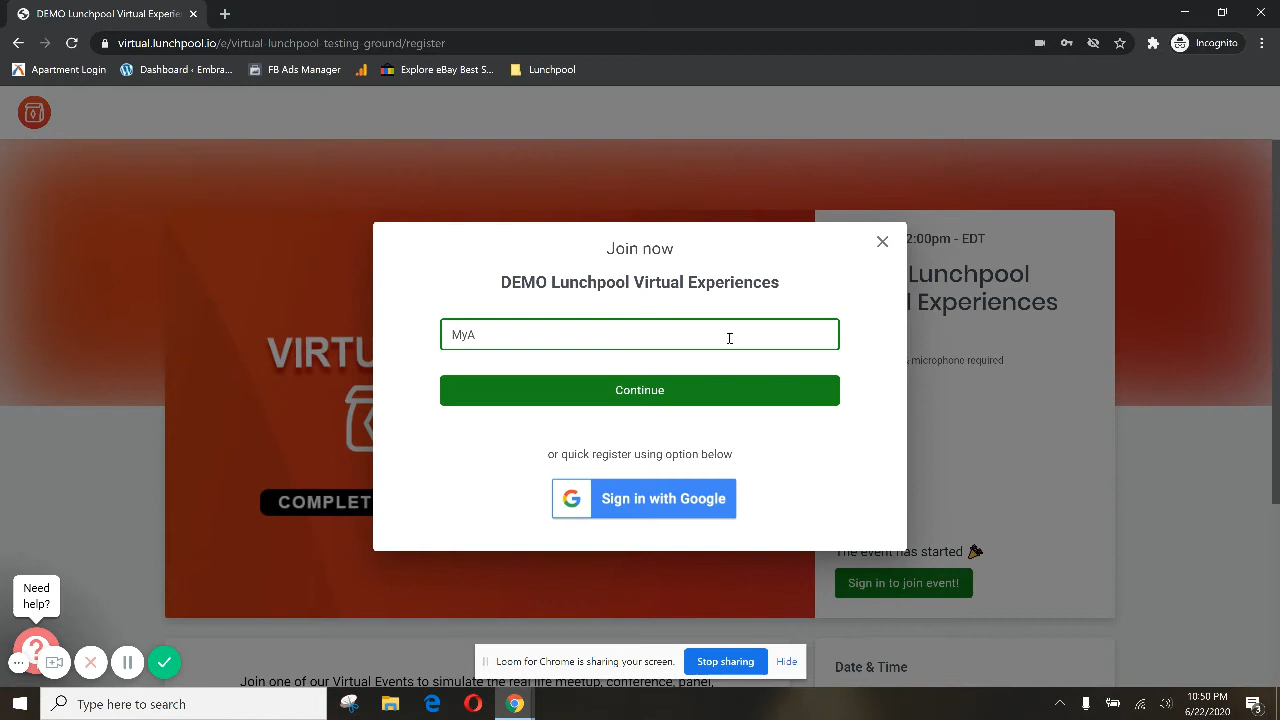 DEMO Lunchpool Virtual Experien
virtual.lunchpool.io/e/virtual_lunchpool_testing_ground/register
Incognito
Apartment Login
Dashboard ‹ Embra...
FB Ads Manager
Explore eBay Best S...
Lunchpool
Join now
DEMO Lunchpool Virtual Experiences
MyA
Continue
or quick register using option below
Sign in with Google
2:00pm - EDT
Lunchpool
Experiences
microphone required
VIRTU
COMPLET
The event has started
Sign in to join event!
Need
help?
?
Loom for Chrome is sharing your screen.
Stop sharing
Hide
Date & Time
Join one of our Virtual Events to simulate the real life meetup, conference, panel,
Type here to search
10:50 PM
6/22/2020
3